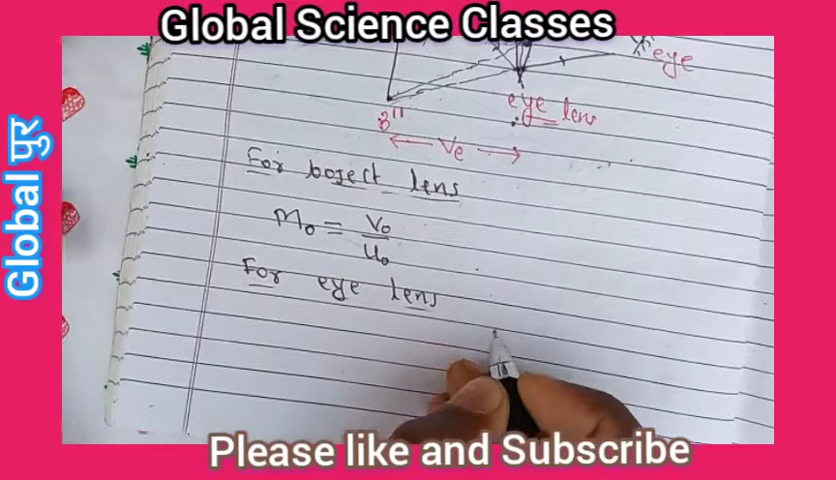 Global Science Classes
Global पुर
eye
eye lens
B''
Ve
For boject lens
Mo = Vo
Uo
For eye lens
Please like and Subscribe